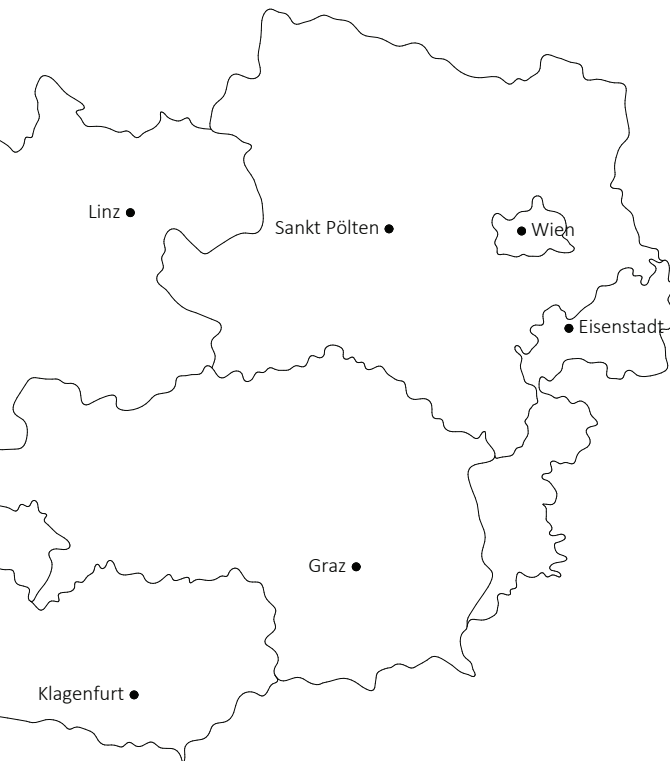 Linz
Sankt Pölten
Wien
Eisenstadt
Graz
Klagenfurt